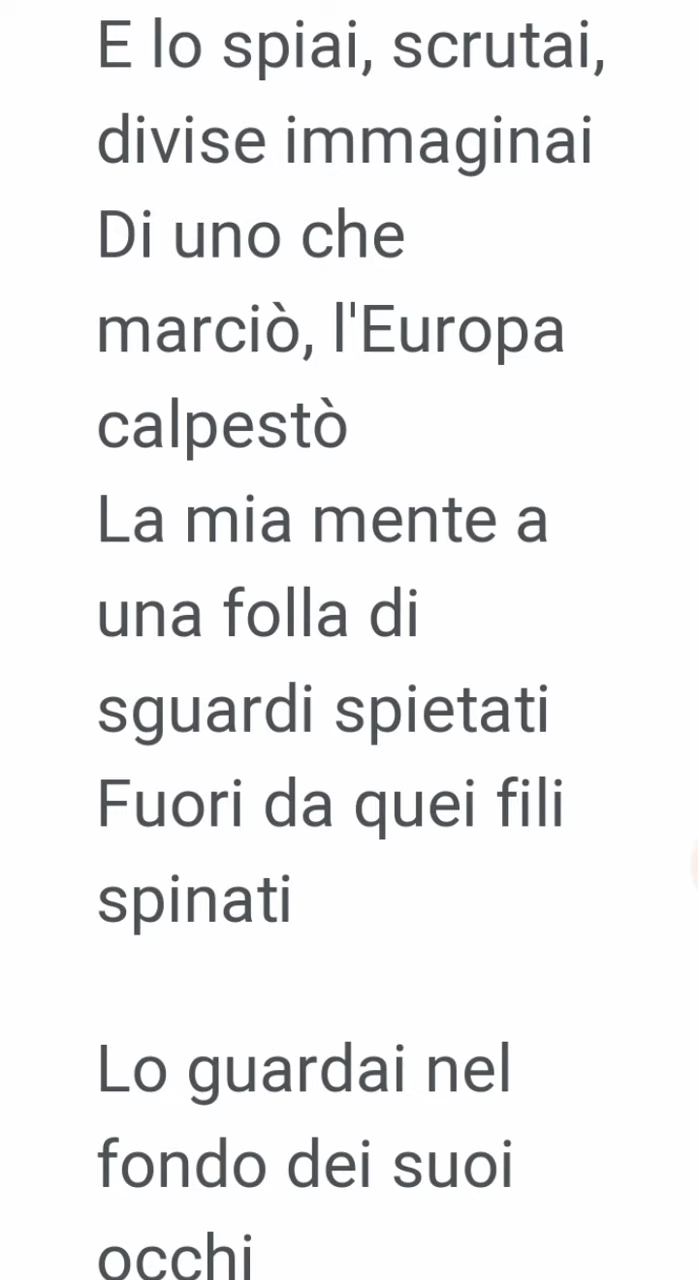 E lo spiai, scrutai,
divise immaginai
Di uno che
marciò, l'Europa
calpestò
La mia mente a
una folla di
sguardi spietati
Fuori da quei fili
spinati
Lo guardai nel
fondo dei suoi
occhi